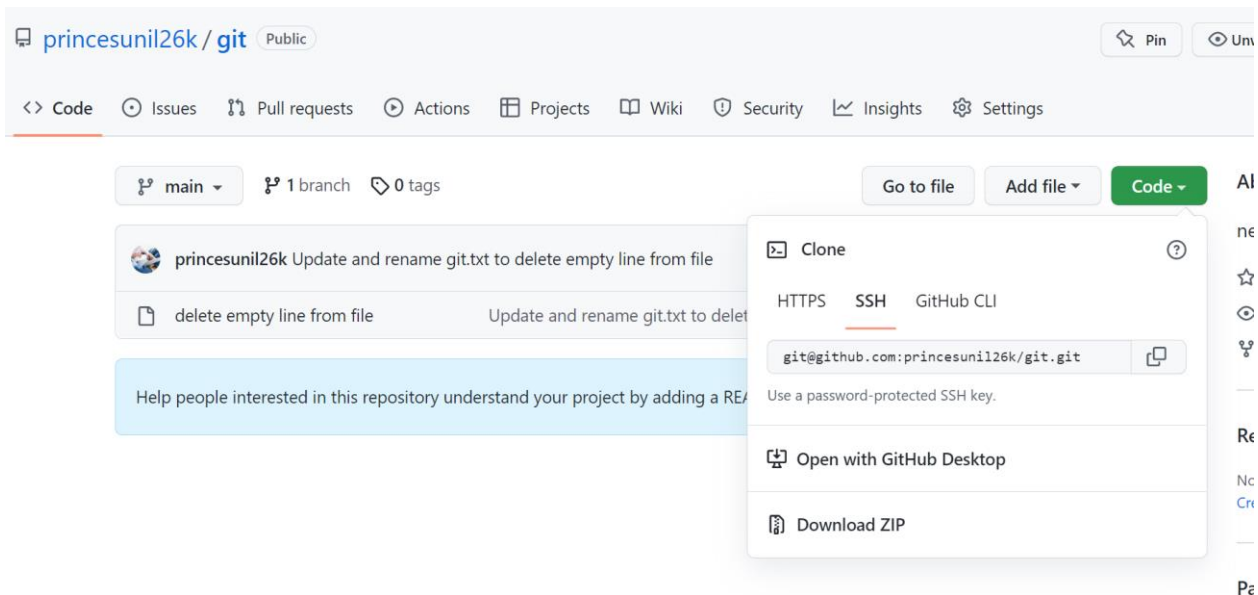 princesunil26k / git Public
Pin
<> Code Issues Pull requests Actions Projects Wiki Security Insights Settings
main 1 branch 0 tags Go to file Add file Code
princesunil26k Update and rename git.txt to delete empty line from file
delete empty line from file Update and rename git.txt to
Help people interested in this repository understand your project by adding a
Clone
HTTPS SSH GitHub CLI
git@github.com:princesunil26k/git.git
Use a password-protected SSH key.
Open with GitHub Desktop
Download ZIP